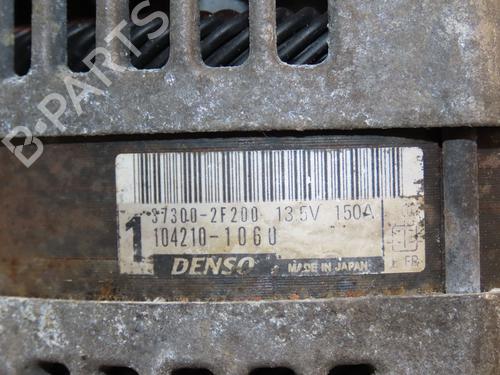 B-PARTS
37300-2F200 13.5V 150A
1
104210-1060
DENSO MADE IN JAPAN